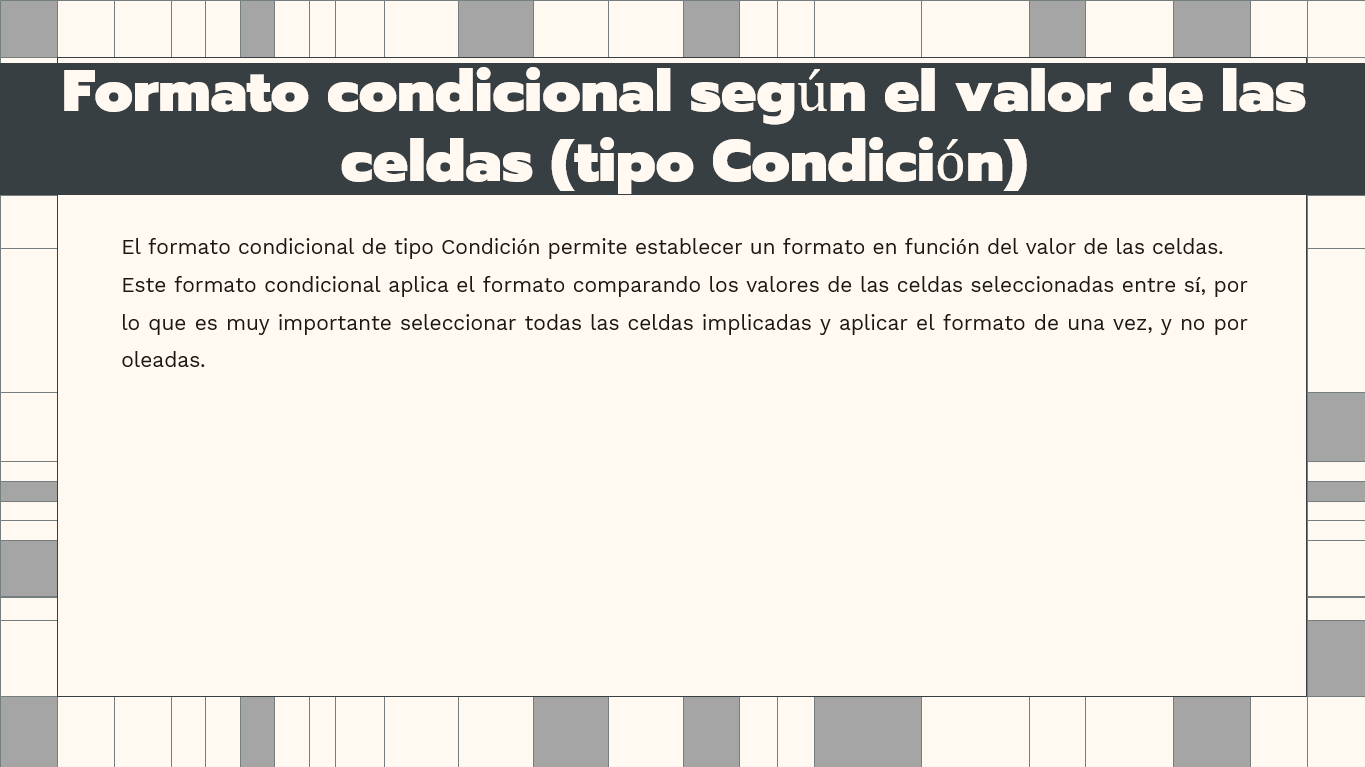 Formato condicional según el valor de las
celdas (tipo Condición)
El formato condicional de tipo Condición permite establecer un formato en función del valor de las celdas.
Este formato condicional aplica el formato comparando los valores de las celdas seleccionadas entre sí, por
lo que es muy importante seleccionar todas las celdas implicadas y aplicar el formato de una vez, y no por
oleadas.